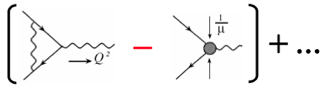 ( → Q² − 1/μ ) + ...